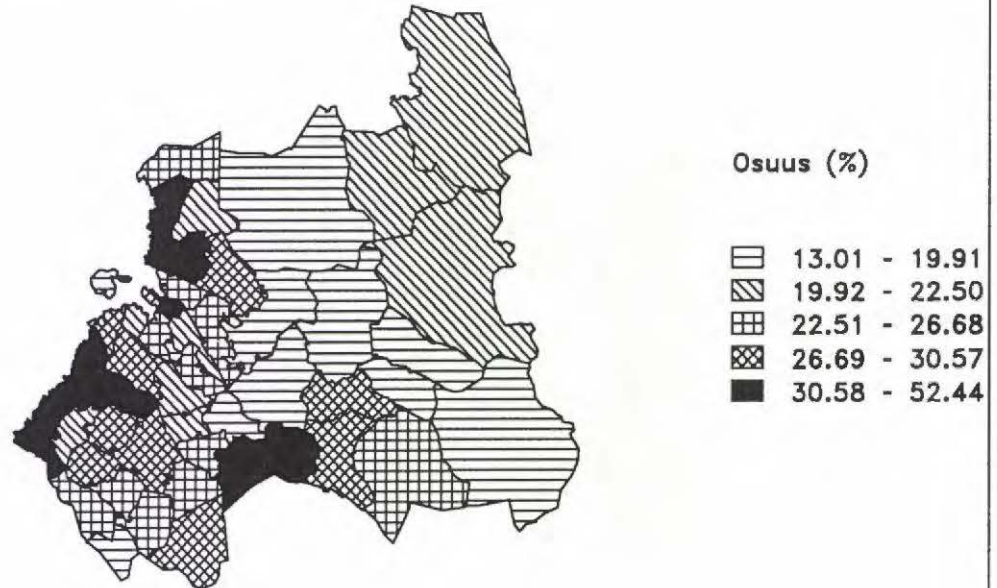 Osuus (%)
13.01 - 19.91
19.92 - 22.50
22.51 - 26.68
26.69 - 30.57
30.58 - 52.44